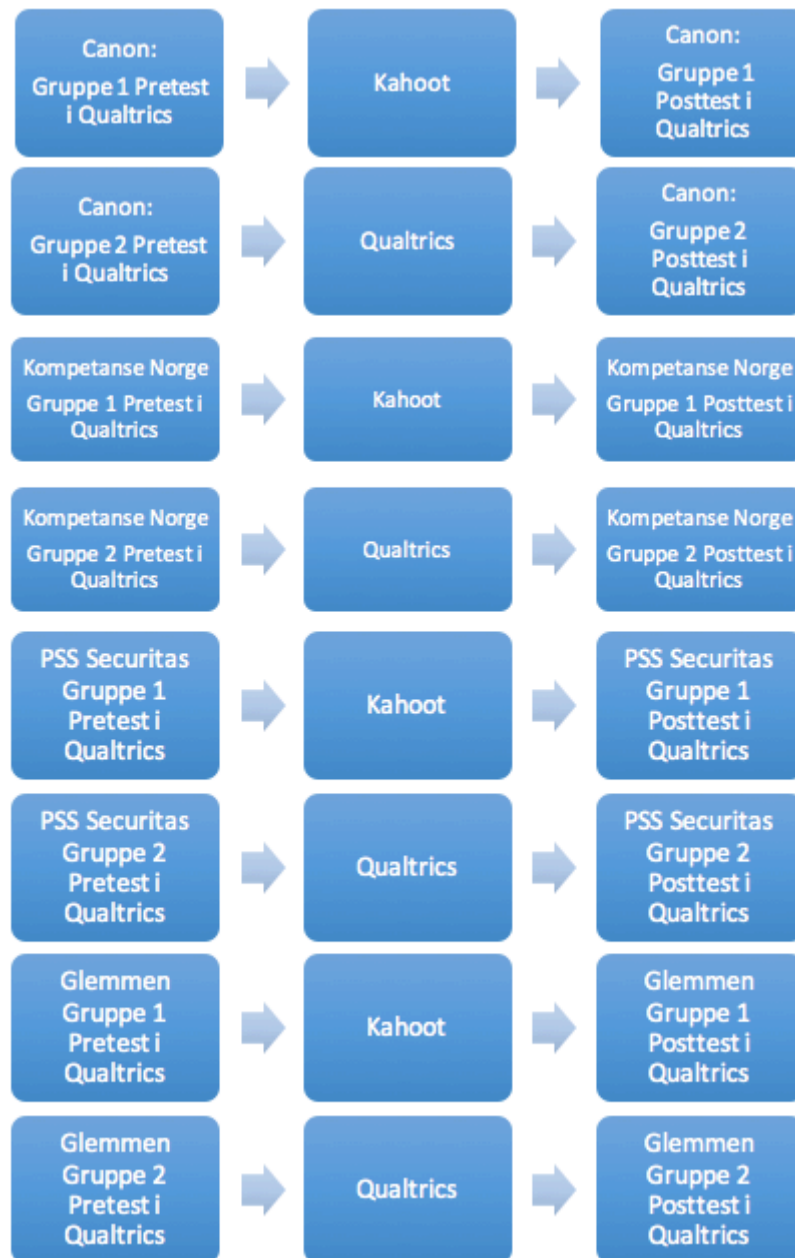 Canon:
Gruppe 1 Pretest
i Qualtrics
Kahoot
Canon:
Gruppe 1
Posttest i
Qualtrics
Canon:
Gruppe 2 Pretest
i Qualtrics
Qualtrics
Canon:
Gruppe 2
Posttest i
Qualtrics
Kompetanse Norge
Gruppe 1 Pretest i
Qualtrics
Kahoot
Kompetanse Norge
Gruppe 1 Posttest i
Qualtrics
Kompetanse Norge
Gruppe 2 Pretest i
Qualtrics
Qualtrics
Kompetanse Norge
Gruppe 2 Posttest i
Qualtrics
PSS Securitas
Gruppe 1
Pretest i
Qualtrics
Kahoot
PSS Securitas
Gruppe 1
Posttest i
Qualtrics
PSS Securitas
Gruppe 2
Pretest i
Qualtrics
Qualtrics
PSS Securitas
Gruppe 2
Posttest i
Qualtrics
Glemmen
Gruppe 1
Pretest i
Qualtrics
Kahoot
Glemmen
Gruppe 1
Posttest i
Qualtrics
Glemmen
Gruppe 2
Pretest i
Qualtrics
Qualtrics
Glemmen
Gruppe 2
Posttest i
Qualtrics